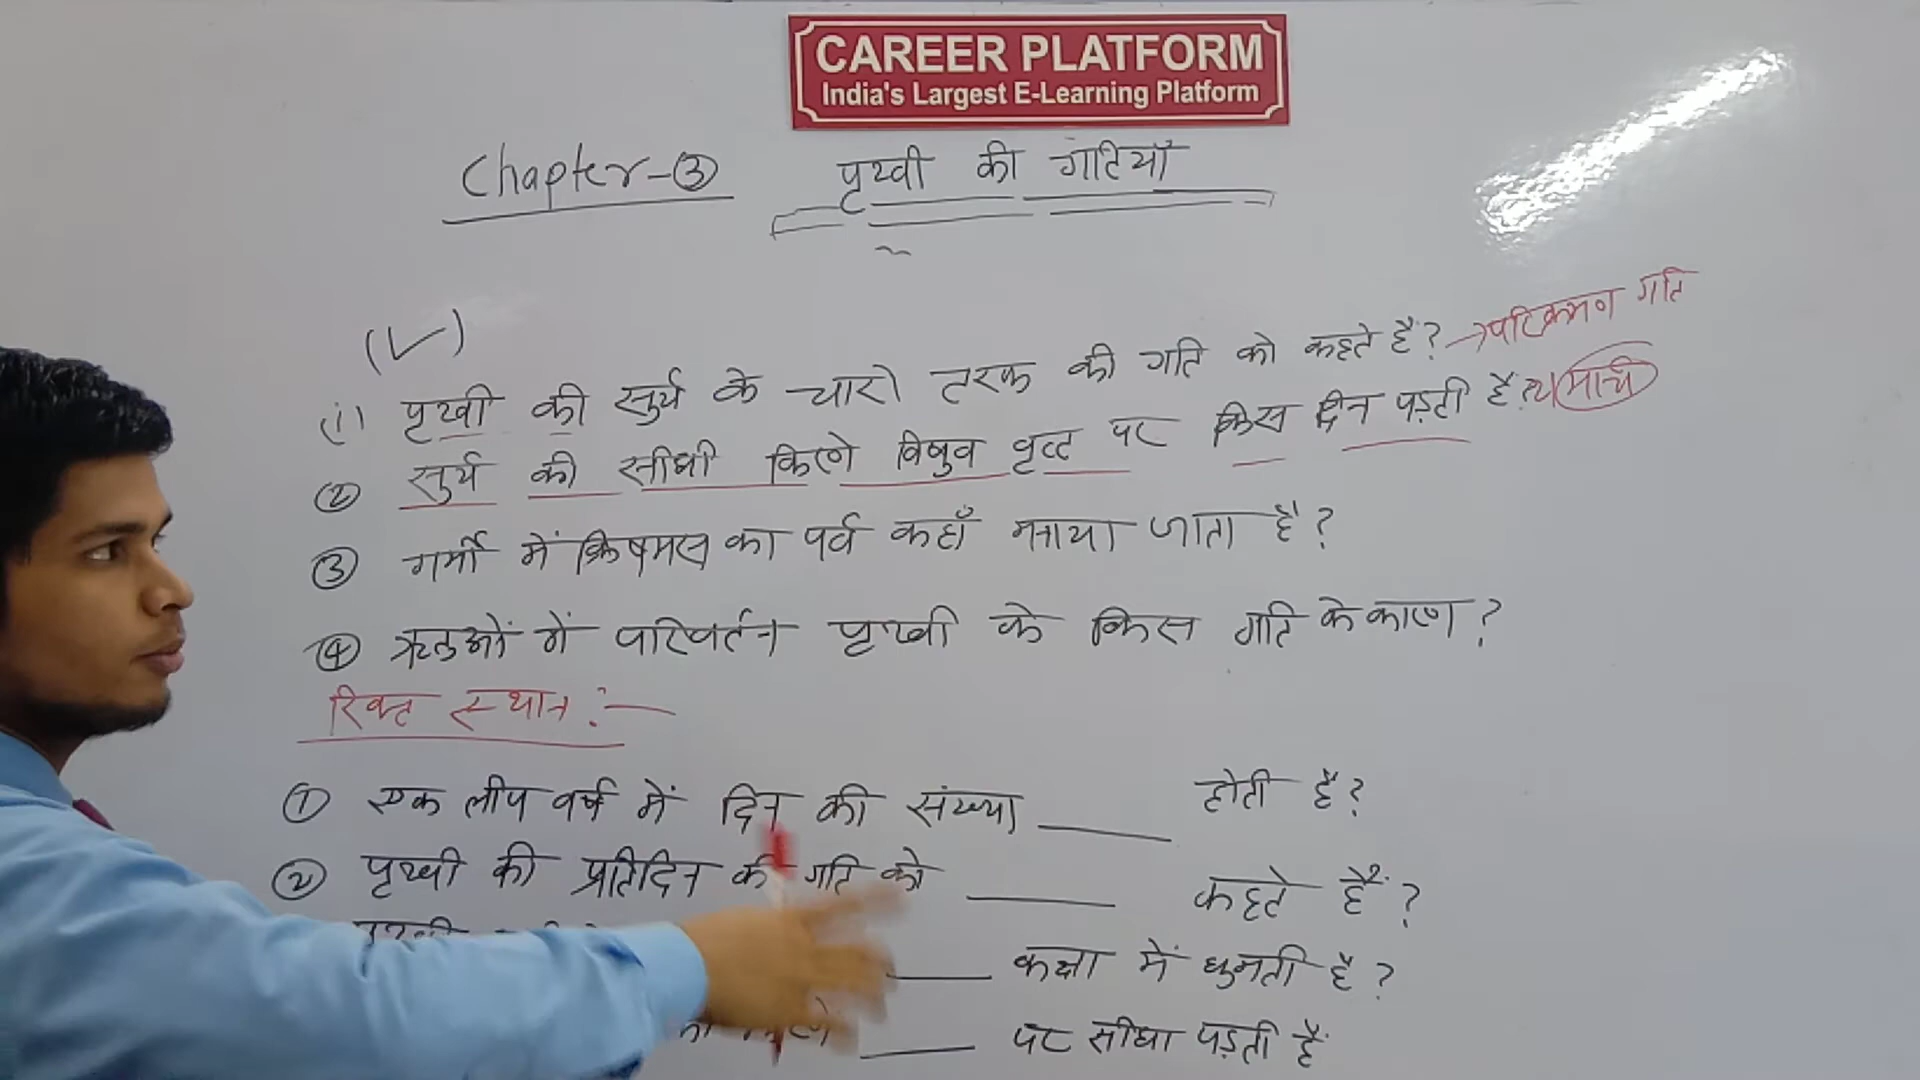 CAREER PLATFORM
India's Largest E-Learning Platform
Chapter-③ पृथ्वी की गतियाँ
(✓)
(i) पृथ्वी की सुर्य के चारो तरफ की गति को कहते हैं? → परिक्रमण गति
② सुर्य की सीधी किरणे विषुव वृत्त पर किस दिन पड़ती है? 21 मार्च
③ गर्मी में क्रिषमस का पर्व कहाँ मनाया जाता है?
④ ऋतुओं में परिवर्तन पृथ्वी के किस गति के कारण?
रिक्त स्थान :—
① एक लीप वर्ष में दिन की संख्या ____ होती है?
② पृथ्वी की प्रतिदिन की गति को ____ कहते हैं?
____ कक्षा में घुमती है?
____ पर सीधा पड़ती हैं